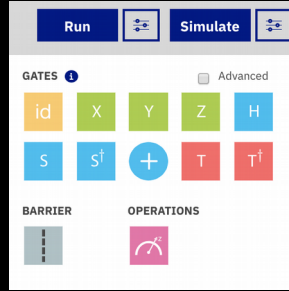 Run Simulate
GATES i Advanced
id X Y Z H
S S† + T T†
BARRIER OPERATIONS
z